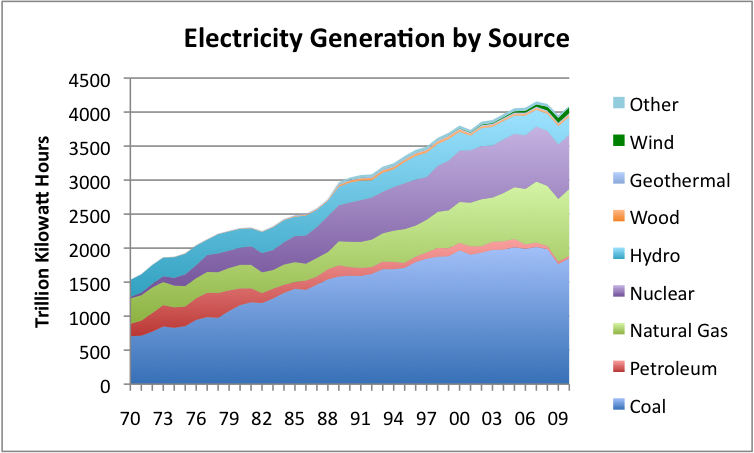 Electricity Generation by Source
Trillion Kilowatt Hours
4500
4000
3500
3000
2500
2000
1500
1000
500
0
70 73 76 79 82 85 88 91 94 97 00 03 06 09
Other
Wind
Geothermal
Wood
Hydro
Nuclear
Natural Gas
Petroleum
Coal